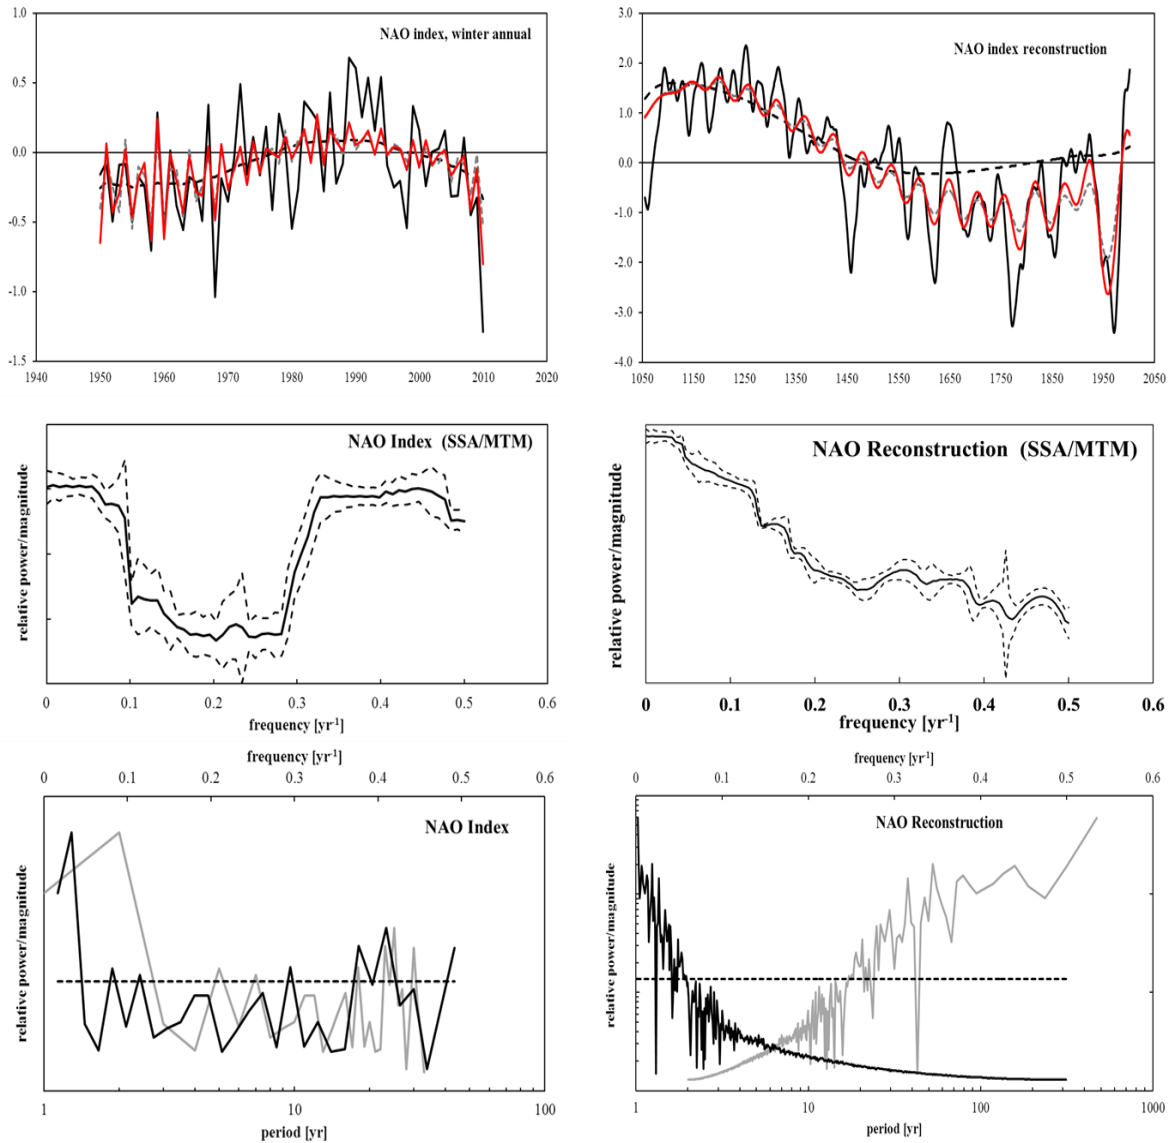 NAO index, winter annual
1.0
0.5
0.0
-0.5
-1.0
-1.5
1940 1950 1960 1970 1980 1990 2000 2010 2020
NAO index reconstruction
3.0
2.0
1.0
0.0
-1.0
-2.0
-3.0
-4.0
1050 1150 1250 1350 1450 1550 1650 1750 1850 1950 2050
NAO Index (SSA/MTM)
relative power/magnitude
0 0.1 0.2 0.3 0.4 0.5 0.6
frequency [yr-1]
NAO Reconstruction (SSA/MTM)
relative power/magnitude
0 0.1 0.2 0.3 0.4 0.5 0.6
frequency [yr-1]
frequency [yr-1]
0 0.1 0.2 0.3 0.4 0.5 0.6
NAO Index
relative power/magnitude
1 10 100
period [yr]
frequency [yr-1]
0 0.1 0.2 0.3 0.4 0.5 0.6
NAO Reconstruction
relative power/magnitude
1 10 100 1000
period [yr]